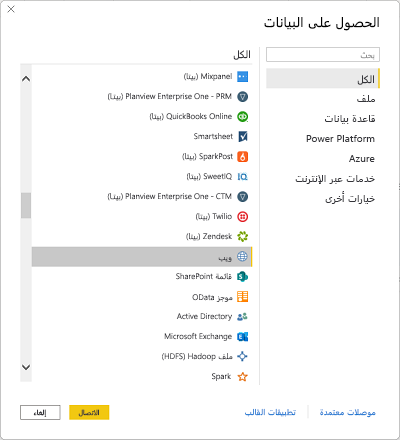 الحصول على البيانات
بحث
الكل
ملف
قاعدة بيانات
Power Platform
Azure
خدمات عبر الإنترنت
خيارات أخرى
الكل
Mixpanel (بيتا)
Planview Enterprise One - PRM (بيتا)
QuickBooks Online (بيتا)
Smartsheet
SparkPost (بيتا)
SweetIQ (بيتا)
Planview Enterprise One - CTM (بيتا)
Twilio (بيتا)
Zendesk (بيتا)
ويب
قائمة SharePoint
موجز OData
Active Directory
Microsoft Exchange
ملف Hadoop (HDFS)
Spark
موصلات معتمدة
تطبيقات القالب
الاتصال
إلغاء